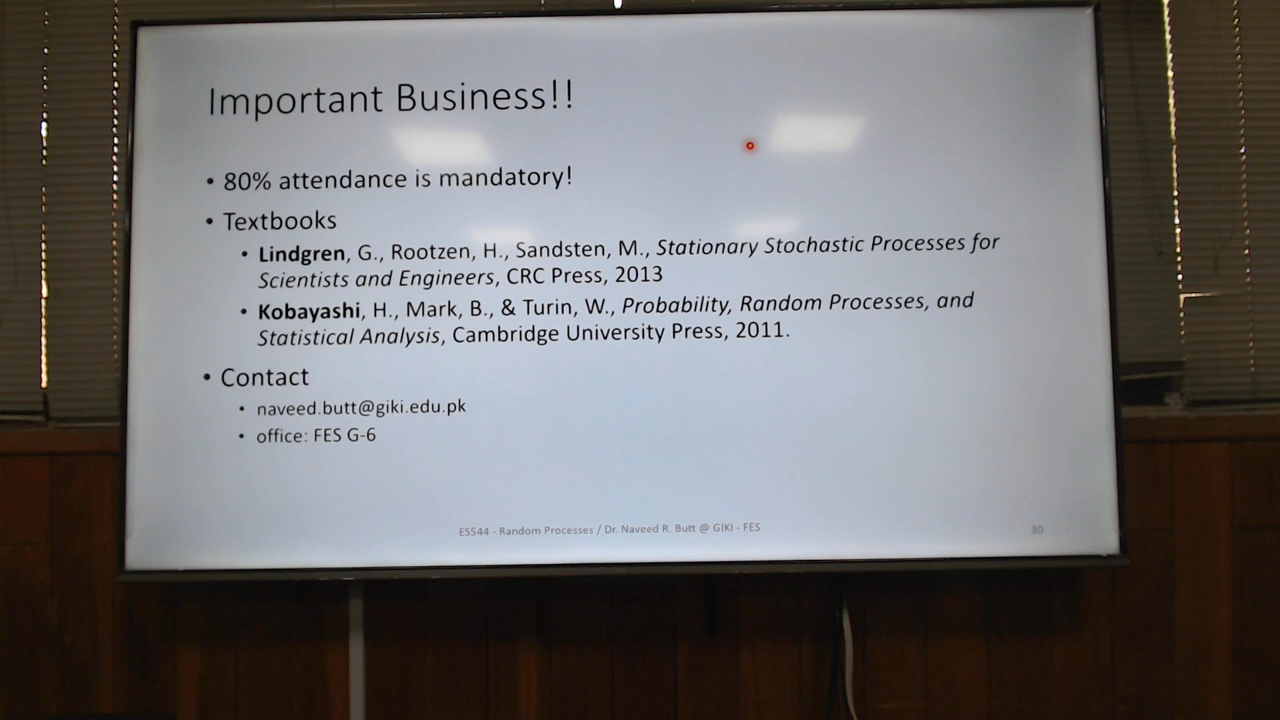 Important Business!!
• 80% attendance is mandatory!
• Textbooks
• Lindgren, G., Rootzen, H., Sandsten, M., Stationary Stochastic Processes for
Scientists and Engineers, CRC Press, 2013
• Kobayashi, H., Mark, B., & Turin, W., Probability, Random Processes, and
Statistical Analysis, Cambridge University Press, 2011.
• Contact
• naveed.butt@giki.edu.pk
• office: FES G-6
ES544 - Random Processes / Dr. Naveed R. Butt @ GIKI - FES
30